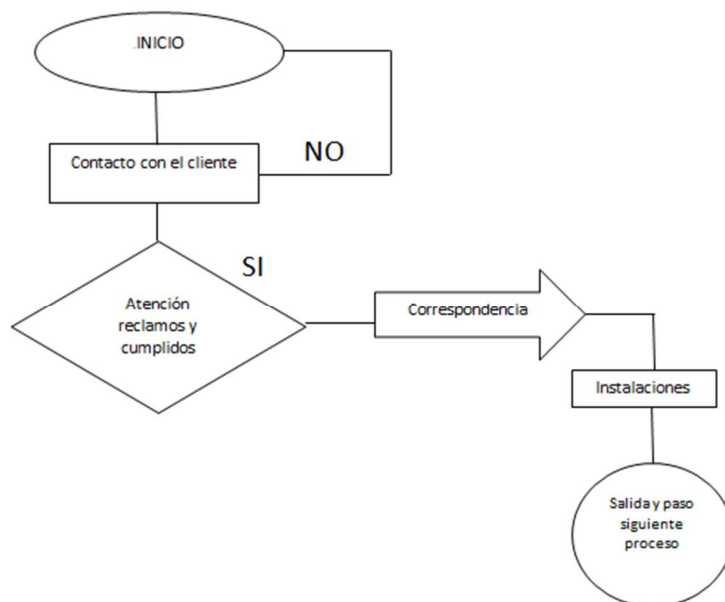 .INICIO
Contacto con el cliente
NO
SI
Atención
reclamos y
cumplidos
Correspondencia
Instalaciones
Salida y paso
siguiente
proceso